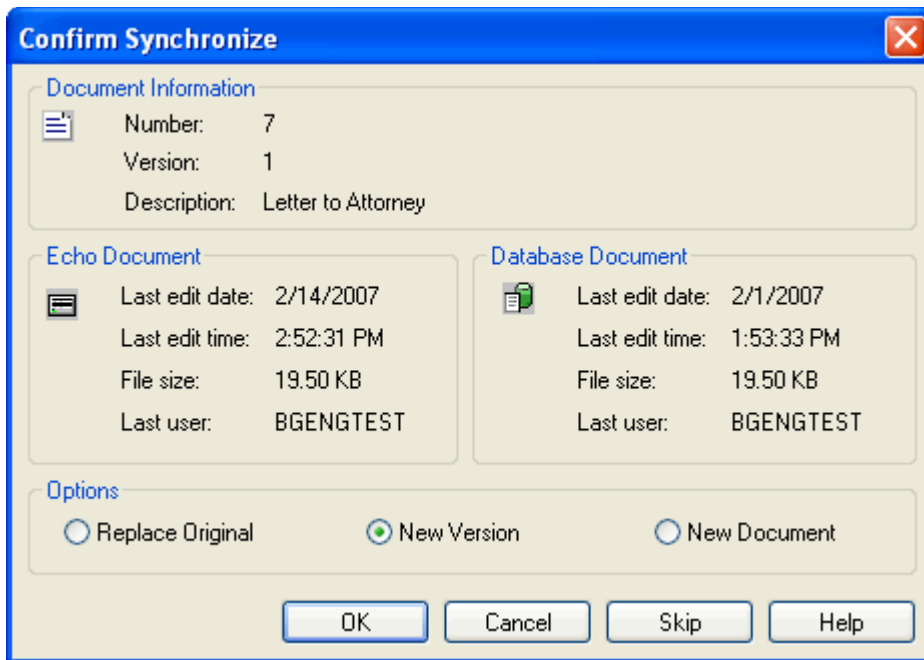 Confirm Synchronize
Document Information
Number: 7
Version: 1
Description: Letter to Attorney
Echo Document
Last edit date: 2/14/2007
Last edit time: 2:52:31 PM
File size: 19.50 KB
Last user: BGENGTEST
Database Document
Last edit date: 2/1/2007
Last edit time: 1:53:33 PM
File size: 19.50 KB
Last user: BGENGTEST
Options
Replace Original New Version New Document
OK Cancel Skip Help